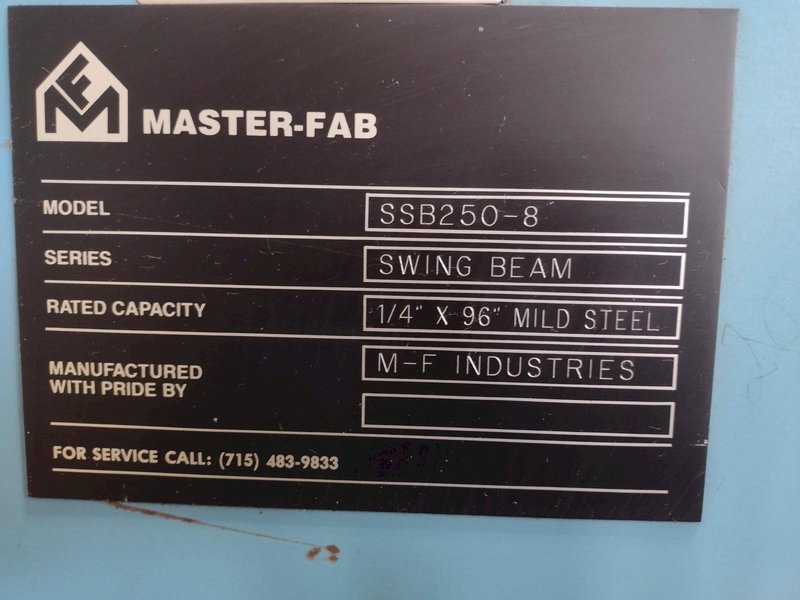 MASTER-FAB
MODEL SSB250-8
SERIES SWING BEAM
RATED CAPACITY 1/4" X 96" MILD STEEL
MANUFACTURED
WITH PRIDE BY M-F INDUSTRIES
FOR SERVICE CALL: (715) 483-9833